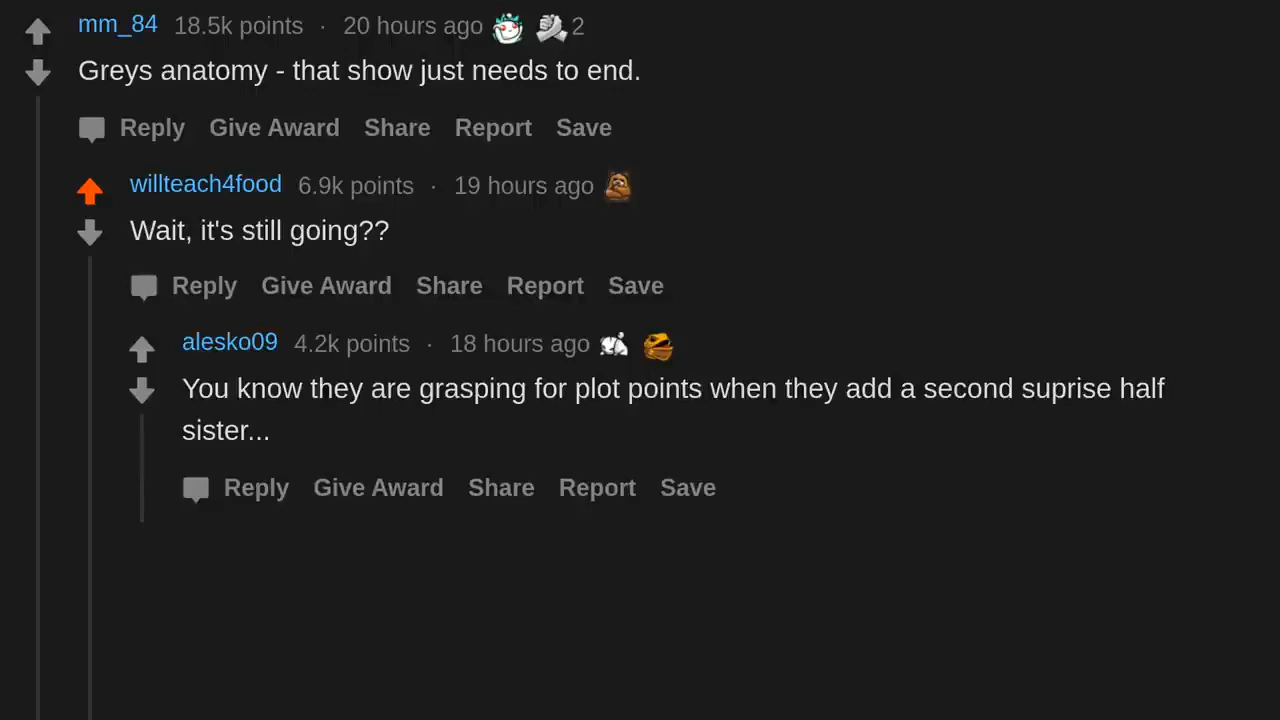 mm_84 18.5k points · 20 hours ago 2
Greys anatomy - that show just needs to end.
Reply Give Award Share Report Save
willteach4food 6.9k points · 19 hours ago
Wait, it's still going??
Reply Give Award Share Report Save
alesko09 4.2k points · 18 hours ago
You know they are grasping for plot points when they add a second suprise half
sister...
Reply Give Award Share Report Save